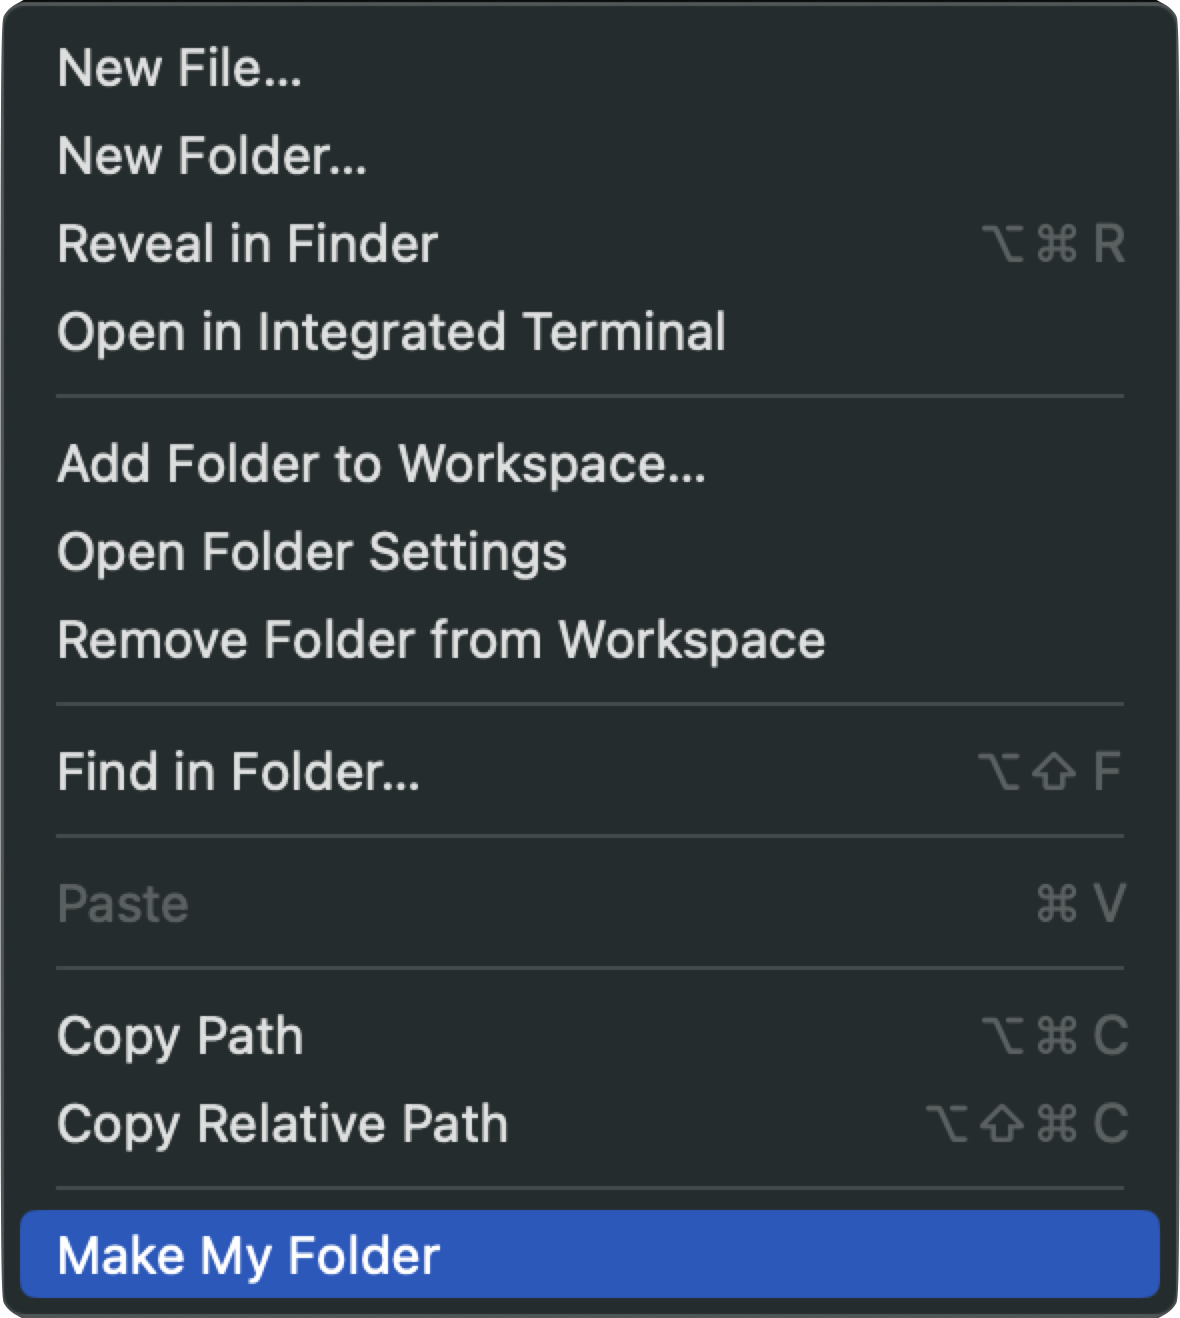 New File...
New Folder...
Reveal in Finder ⌥⌘R
Open in Integrated Terminal
Add Folder to Workspace...
Open Folder Settings
Remove Folder from Workspace
Find in Folder... ⌥⇧F
Paste ⌘V
Copy Path ⌥⌘C
Copy Relative Path ⌥⇧⌘C
Make My Folder